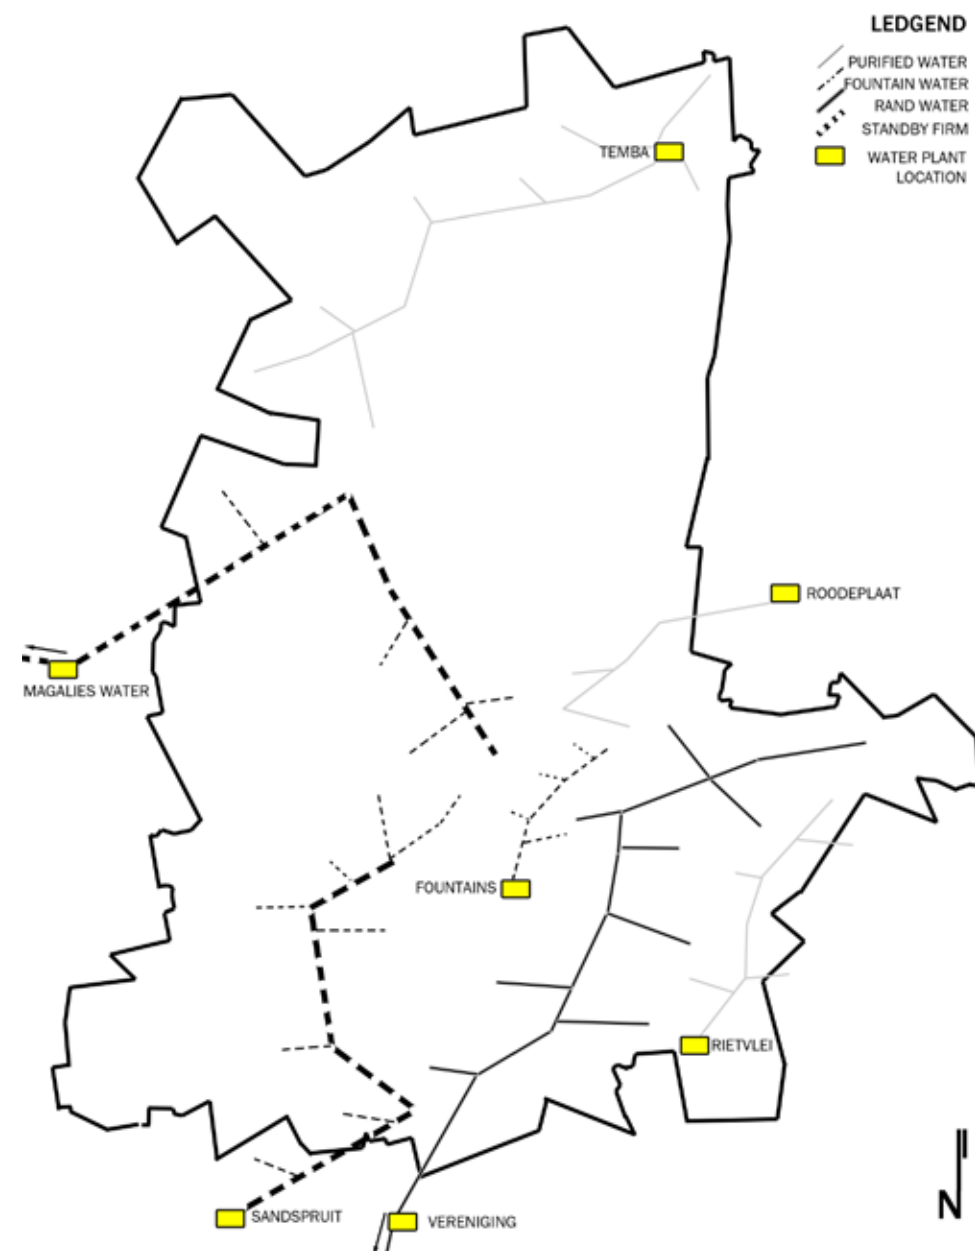 LEDGEND
PURIFIED WATER
FOUNTAIN WATER
RAND WATER
STANDBY FIRM
WATER PLANT
LOCATION
TEMBA
ROODEPLAAT
MAGALIES WATER
FOUNTAINS
RIETVLEI
SANDSPRUIT
VERENIGING
N